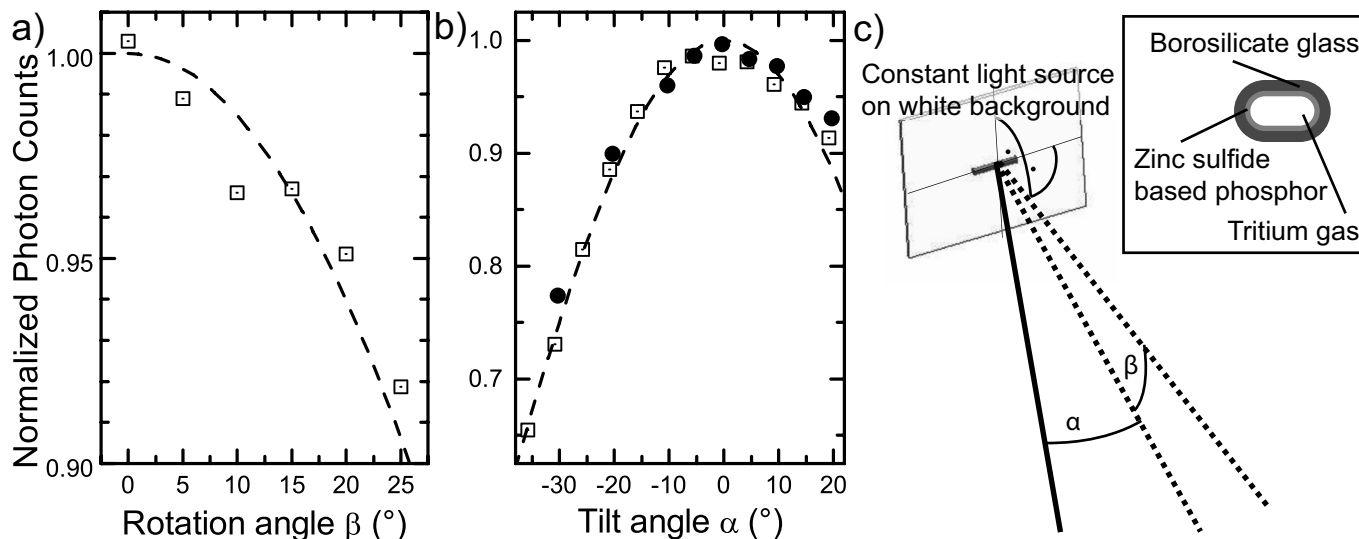 a)
Normalized Photon Counts
1.00
0.95
0.90
0 5 10 15 20 25
Rotation angle β (°)
b)
1.0
0.9
0.8
0.7
-30 -20 -10 0 10 20
Tilt angle α (°)
c)
Constant light source
on white background
α
β
Borosilicate glass
Zinc sulfide
based phosphor
Tritium gas